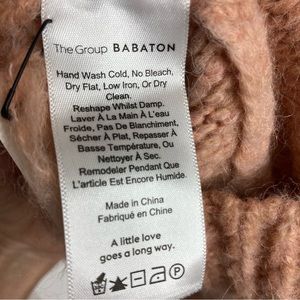 The Group BABATON
Hand Wash Cold, No Bleach,
Dry Flat, Low Iron, Or Dry
Clean.
Reshape Whilst Damp.
Laver À La Main À L'eau
Froide, Pas De Blanchiment,
Sécher À Plat, Repasser À
Basse Température, Ou
Nettoyer À Sec.
Remodeler Pendant Que
L'article Est Encore Humide.
Made in China
Fabriqué en Chine
A little love
goes a long way.